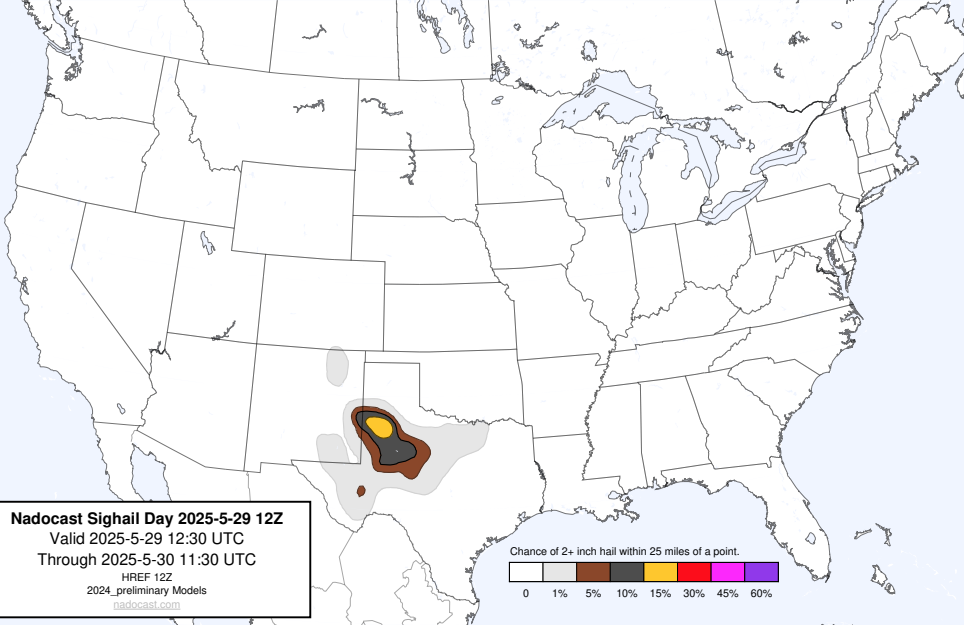 Nadocast Sighail Day 2025-5-29 12Z
Valid 2025-5-29 12:30 UTC
Through 2025-5-30 11:30 UTC
HREF 12Z
2024_preliminary Models
nadocast.com
Chance of 2+ inch hail within 25 miles of a point.
0 1% 5% 10% 15% 30% 45% 60%